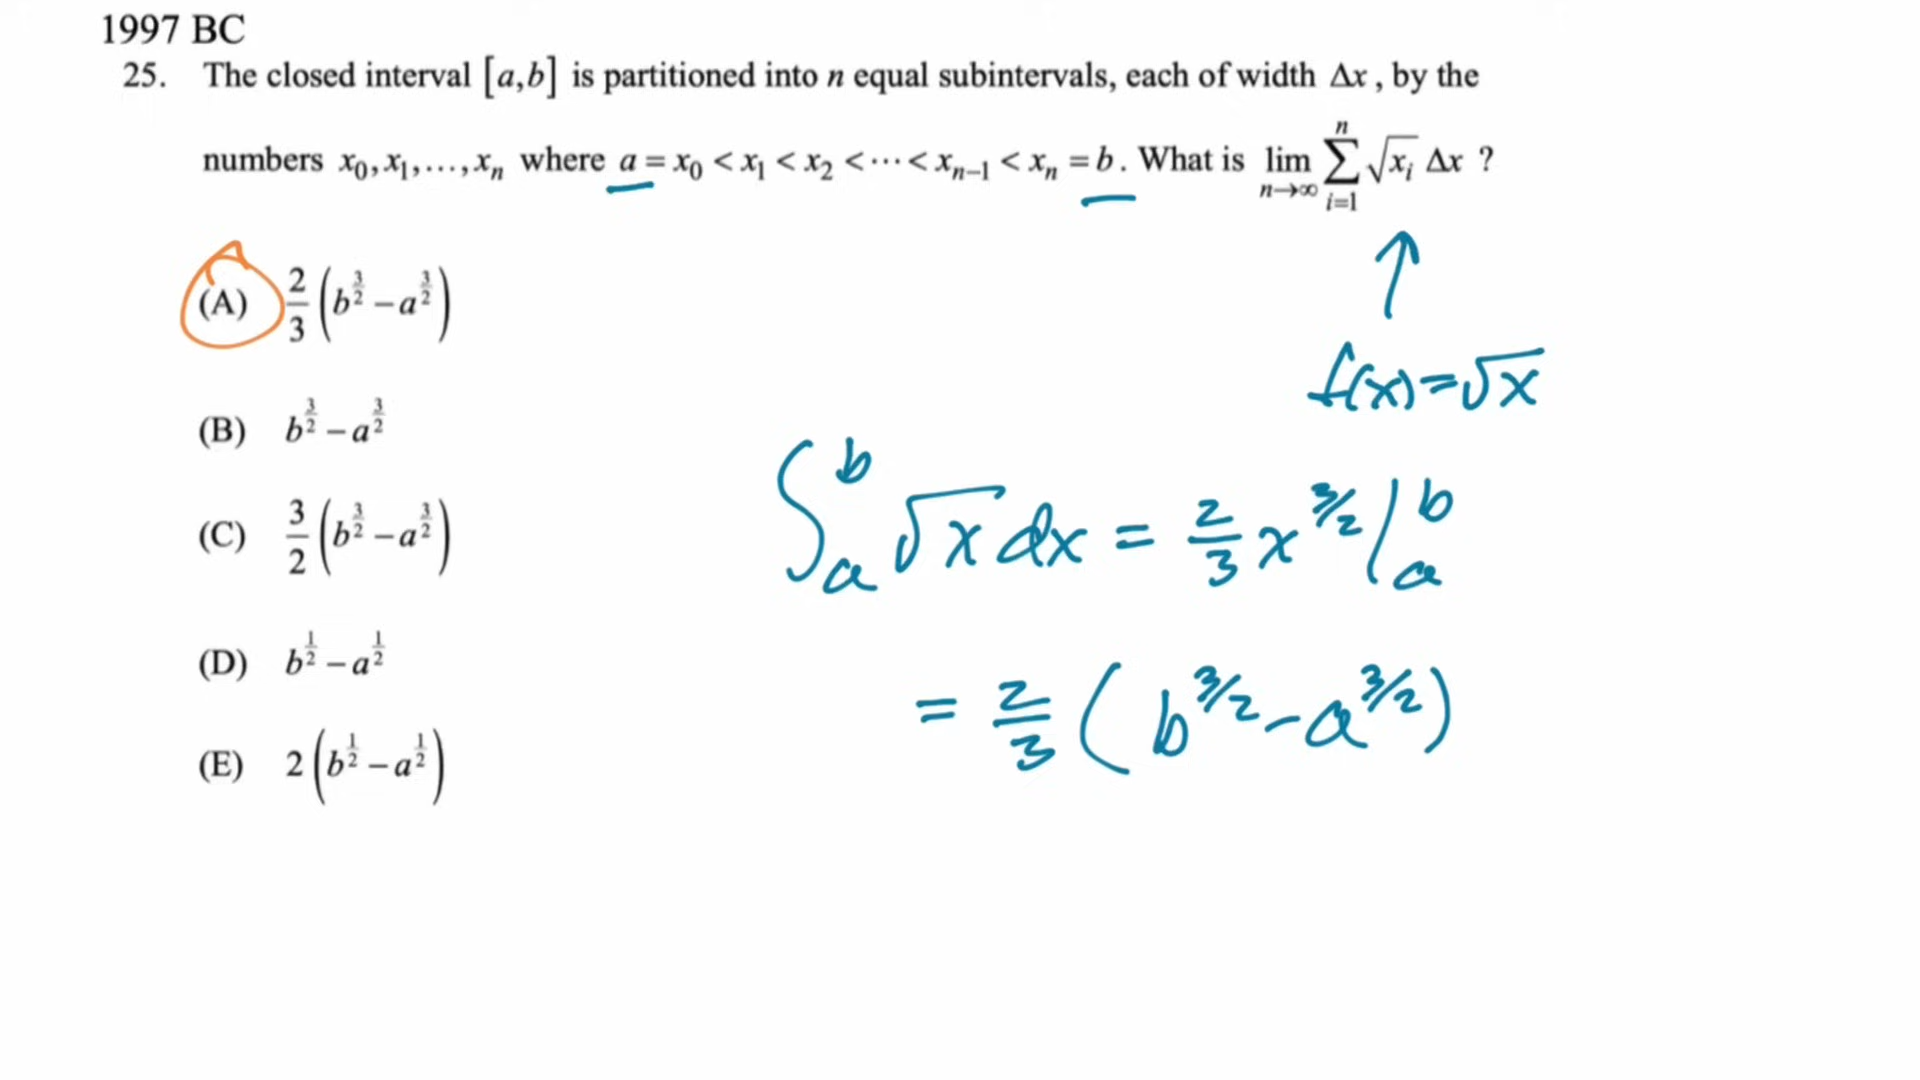 1997 BC
25. The closed interval [a,b] is partitioned into n equal subintervals, each of width Δx, by the
numbers x₀, x₁, ..., xₙ where a = x₀ < x₁ < x₂ < ⋯ < xₙ₋₁ < xₙ = b. What is lim_{n→∞} ∑_{i=1}^{n} √xᵢ Δx ?
(A) 2/3 (b^{3/2} − a^{3/2})
f(x) = √x
(B) b^{3/2} − a^{3/2}
(C) 3/2 (b^{3/2} − a^{3/2})
∫_a^b √x dx = 2/3 x^{3/2} |_a^b
(D) b^{1/2} − a^{1/2}
= 2/3 (b^{3/2} − a^{3/2})
(E) 2 (b^{1/2} − a^{1/2})